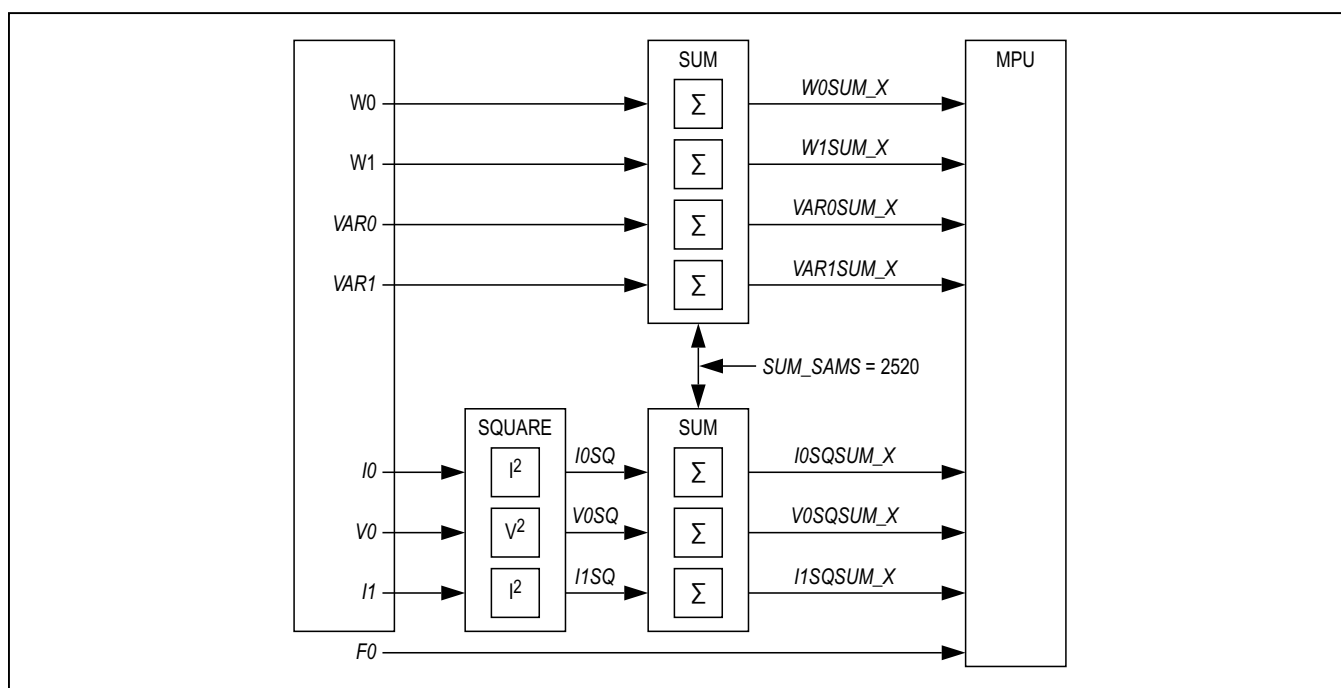 SUM
MPU
W0
Σ
W0SUM_X
W1
Σ
W1SUM_X
VAR0
Σ
VAR0SUM_X
VAR1
Σ
VAR1SUM_X
SUM_SAMS = 2520
SQUARE
SUM
I0
I²
I0SQ
Σ
I0SQSUM_X
V0
V²
V0SQ
Σ
V0SQSUM_X
I1
I²
I1SQ
Σ
I1SQSUM_X
F0